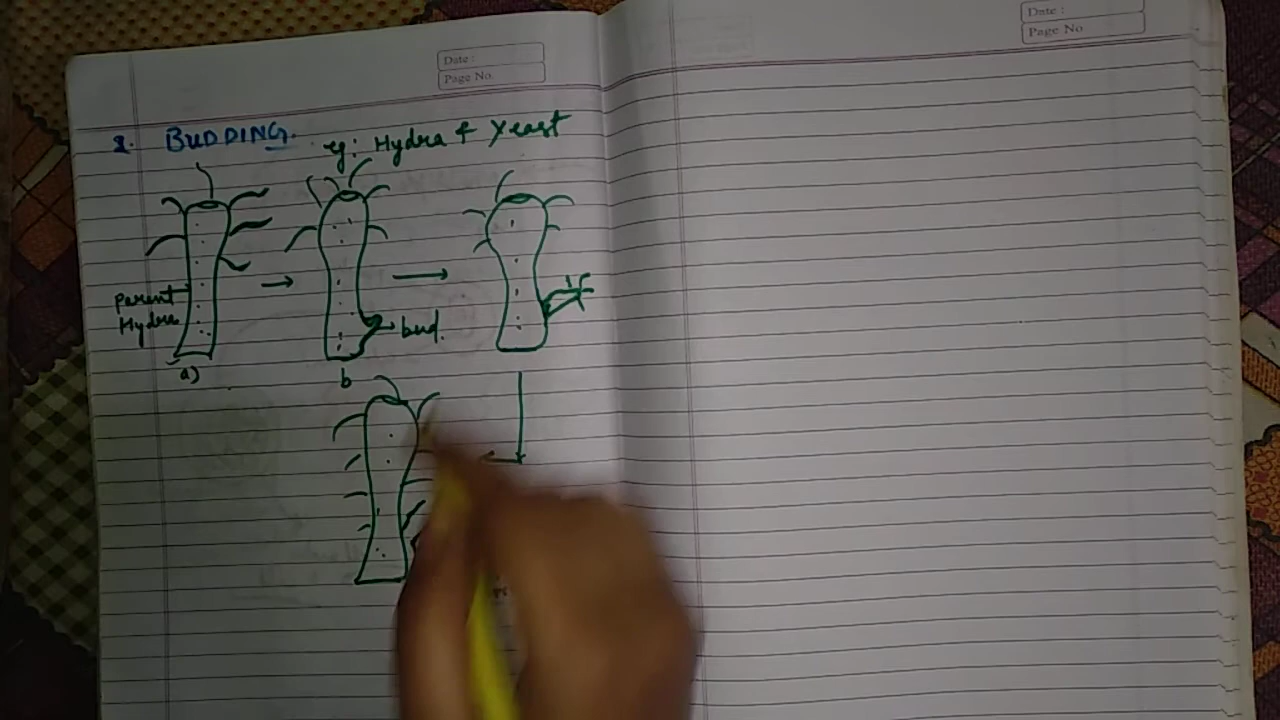 Date :
Page No.
Date :
Page No
2. BUDDING.
eg: Hydra & Yeast
Parent
Hydra
bud.
a)
b